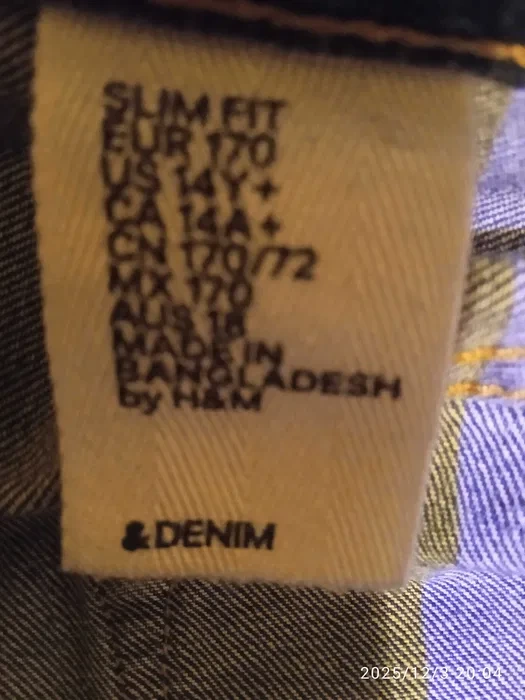 SLIM FIT
EUR 170
US 14Y+
CA 14A+
CN 170/72
MX 170
AUS 16
MADE IN
BANGLADESH
by H&M
&DENIM
2025/12/3 20:04